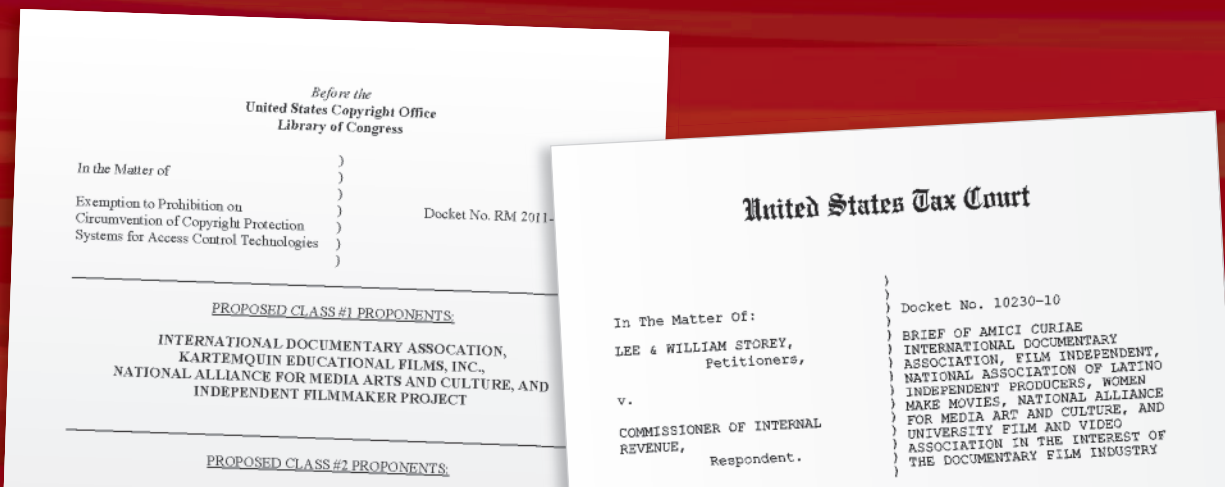 Before the
United States Copyright Office
Library of Congress
In the Matter of
Exemption to Prohibition on
Circumvention of Copyright Protection
Systems for Access Control Technologies
)
)
)
)
)
)
)
Docket No. RM 2011-
PROPOSED CLASS #1 PROPONENTS:
INTERNATIONAL DOCUMENTARY ASSOCATION,
KARTEMQUIN EDUCATIONAL FILMS, INC.,
NATIONAL ALLIANCE FOR MEDIA ARTS AND CULTURE, AND
INDEPENDENT FILMMAKER PROJECT
PROPOSED CLASS #2 PROPONENTS:
United States Tax Court
In The Matter Of:
LEE & WILLIAM STOREY,
Petitioners,
v.
COMMISSIONER OF INTERNAL
REVENUE,
Respondent.
)
)
) Docket No. 10230-10
)
) BRIEF OF AMICI CURIAE
) INTERNATIONAL DOCUMENTARY
) ASSOCIATION, FILM INDEPENDENT,
) NATIONAL ASSOCIATION OF LATINO
) INDEPENDENT PRODUCERS, WOMEN
) MAKE MOVIES, NATIONAL ALLIANCE
) FOR MEDIA ART AND CULTURE, AND
) UNIVERSITY FILM AND VIDEO
) ASSOCIATION IN THE INTEREST OF
) THE DOCUMENTARY FILM INDUSTRY
)